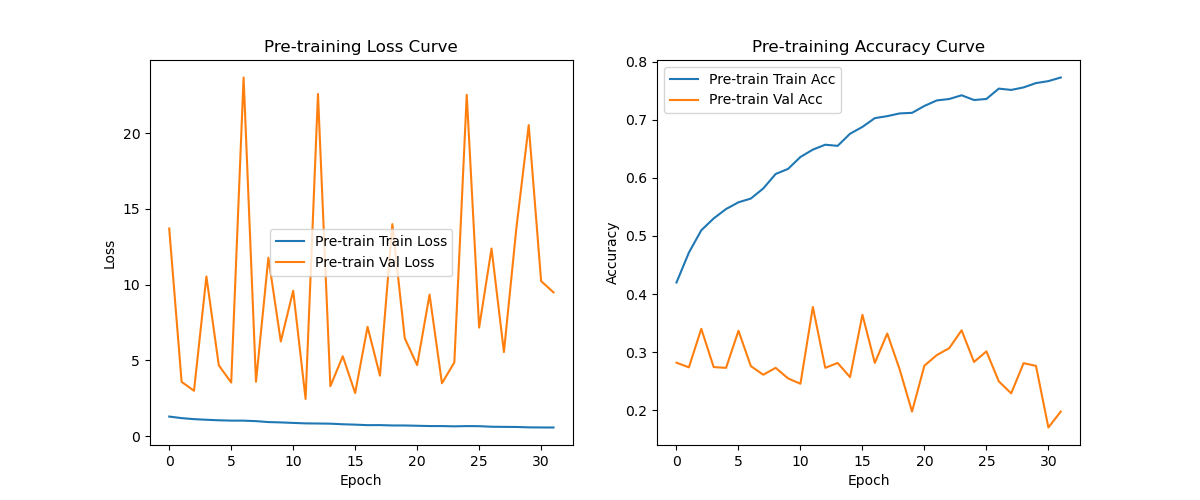 Pre-training Loss Curve
20
15
10
5
0
Loss
Pre-train Train Loss
Pre-train Val Loss
0 5 10 15 20 25 30
Epoch
Pre-training Accuracy Curve
0.8
0.7
0.6
0.5
0.4
0.3
0.2
Accuracy
Pre-train Train Acc
Pre-train Val Acc
0 5 10 15 20 25 30
Epoch